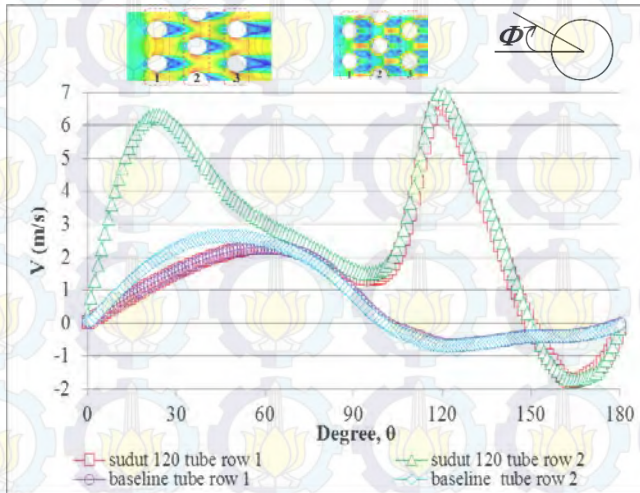 1 2 3
1 2 3
Φ
7
6
5
4
3
2
1
0
-1
-2
V (m/s)
0 30 60 90 120 150 180
Degree, θ
sudut 120 tube row 1
sudut 120 tube row 2
baseline tube row 1
baseline tube row 2